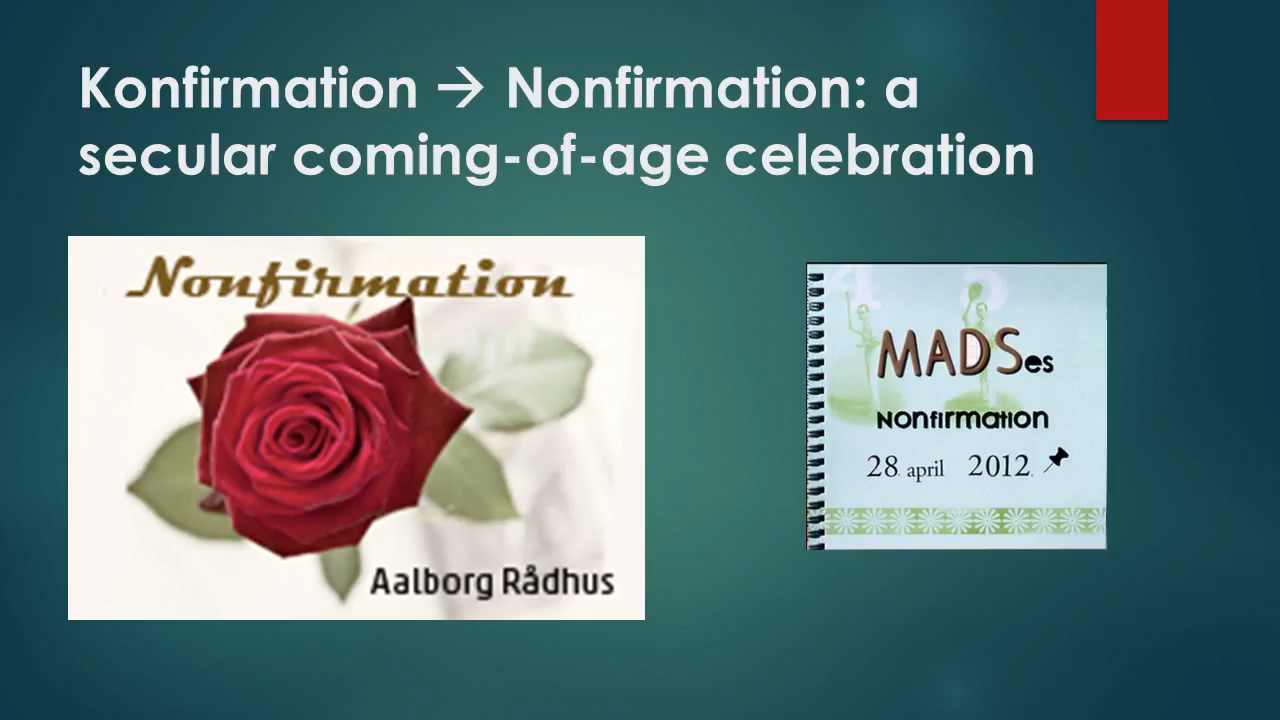 Konfirmation → Nonfirmation: a
secular coming-of-age celebration
Nonfirmation
Aalborg Rådhus
MADSes
Nonfirmation
28. april 2012.